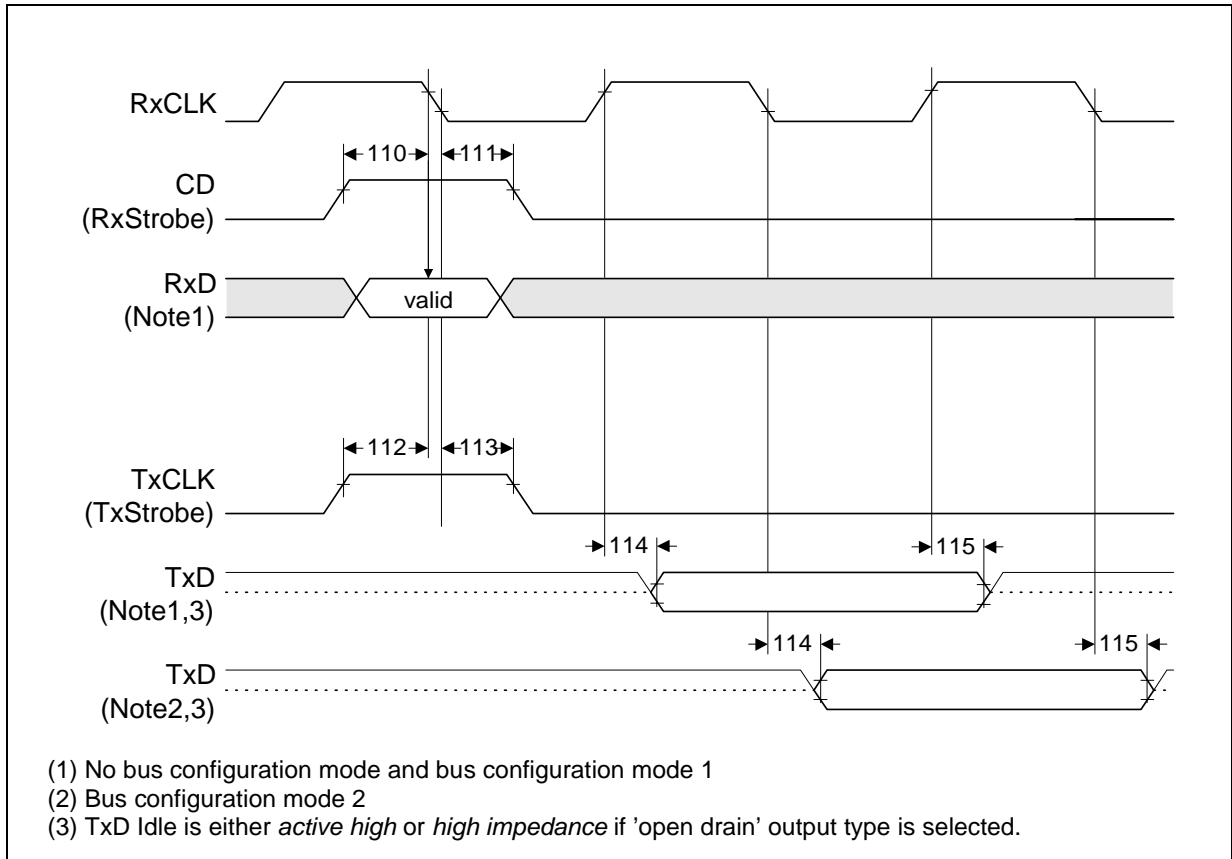 RxCLK
110
111
CD
(RxStrobe)
RxD
(Note1)
valid
112
113
TxCLK
(TxStrobe)
114
115
TxD
(Note1,3)
114
115
TxD
(Note2,3)
(1) No bus configuration mode and bus configuration mode 1
(2) Bus configuration mode 2
(3) TxD Idle is either active high or high impedance if 'open drain' output type is selected.